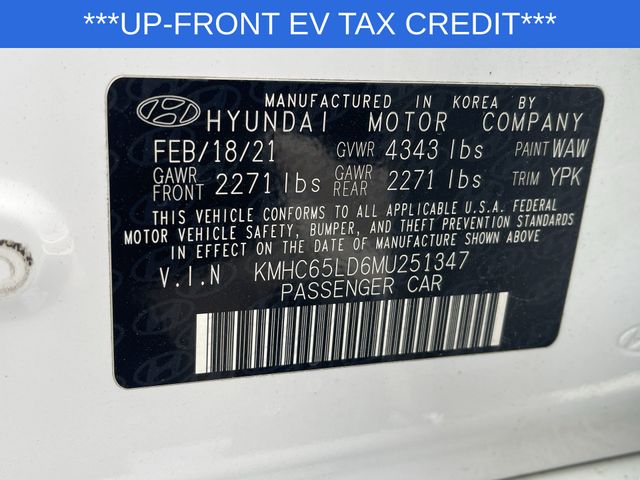 ***UP-FRONT EV TAX CREDIT***
MANUFACTURED IN KOREA BY
HYUNDAI MOTOR COMPANY
FEB/18/21 GVWR 4343 lbs PAINT WAW
GAWR FRONT 2271 lbs GAWR REAR 2271 lbs TRIM YPK
THIS VEHICLE CONFORMS TO ALL APPLICABLE U.S.A. FEDERAL
MOTOR VEHICLE SAFETY, BUMPER, AND THEFT PREVENTION STANDARDS
IN EFFECT ON THE DATE OF MANUFACTURE SHOWN ABOVE.
V.I.N KMHC65LD6MU251347
PASSENGER CAR